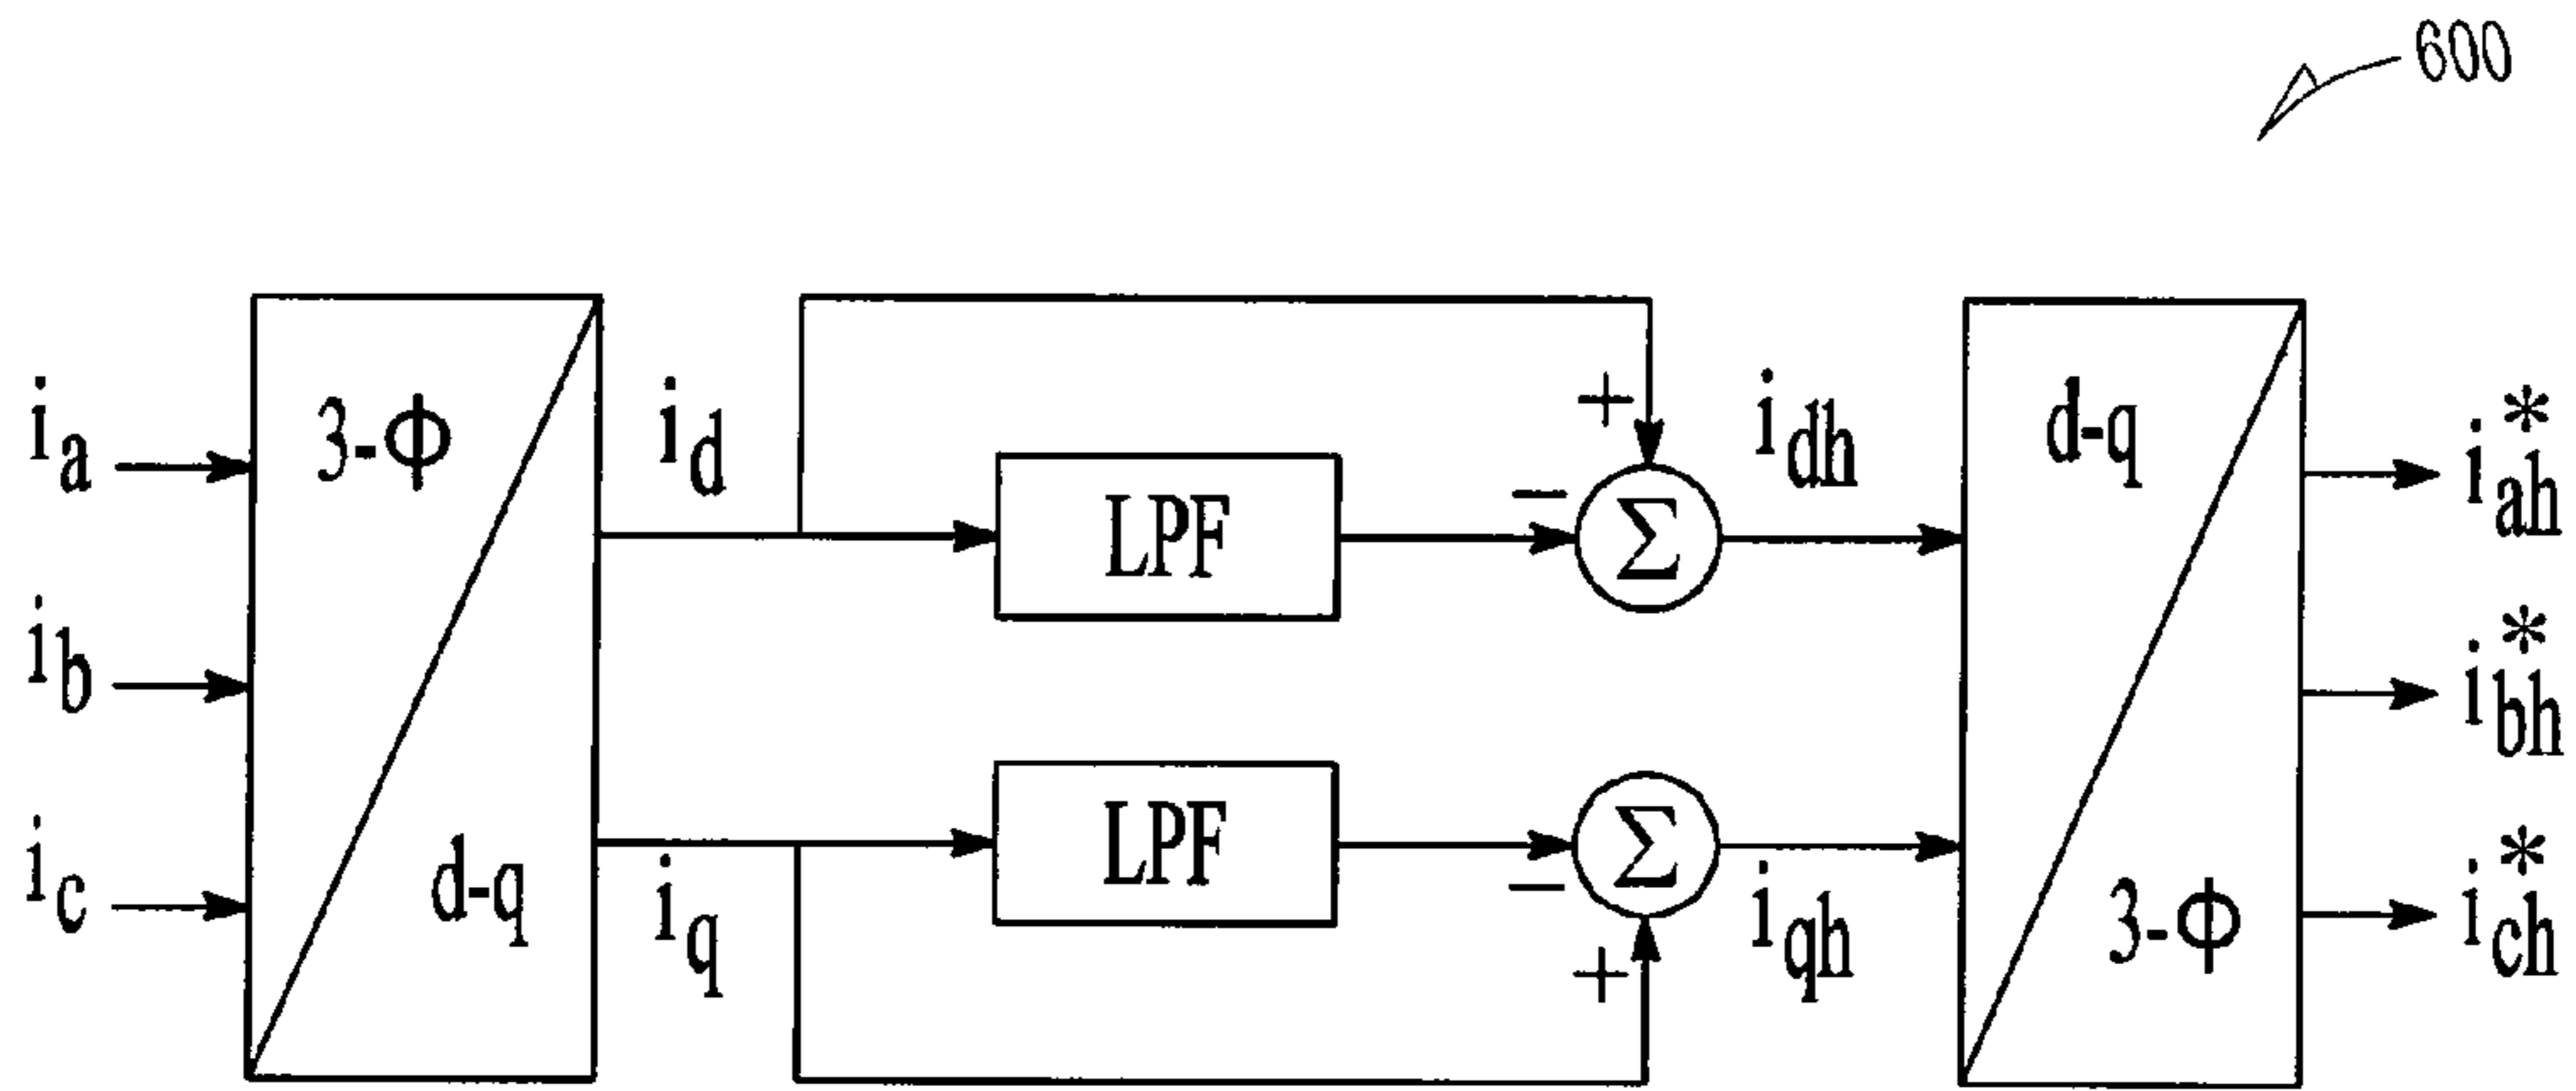 600
i_a
i_b
i_c
3-Φ
d-q
i_d
i_q
LPF
LPF
+
−
Σ
−
+
Σ
i_dh
i_qh
d-q
3-Φ
i*_ah
i*_bh
i*_ch